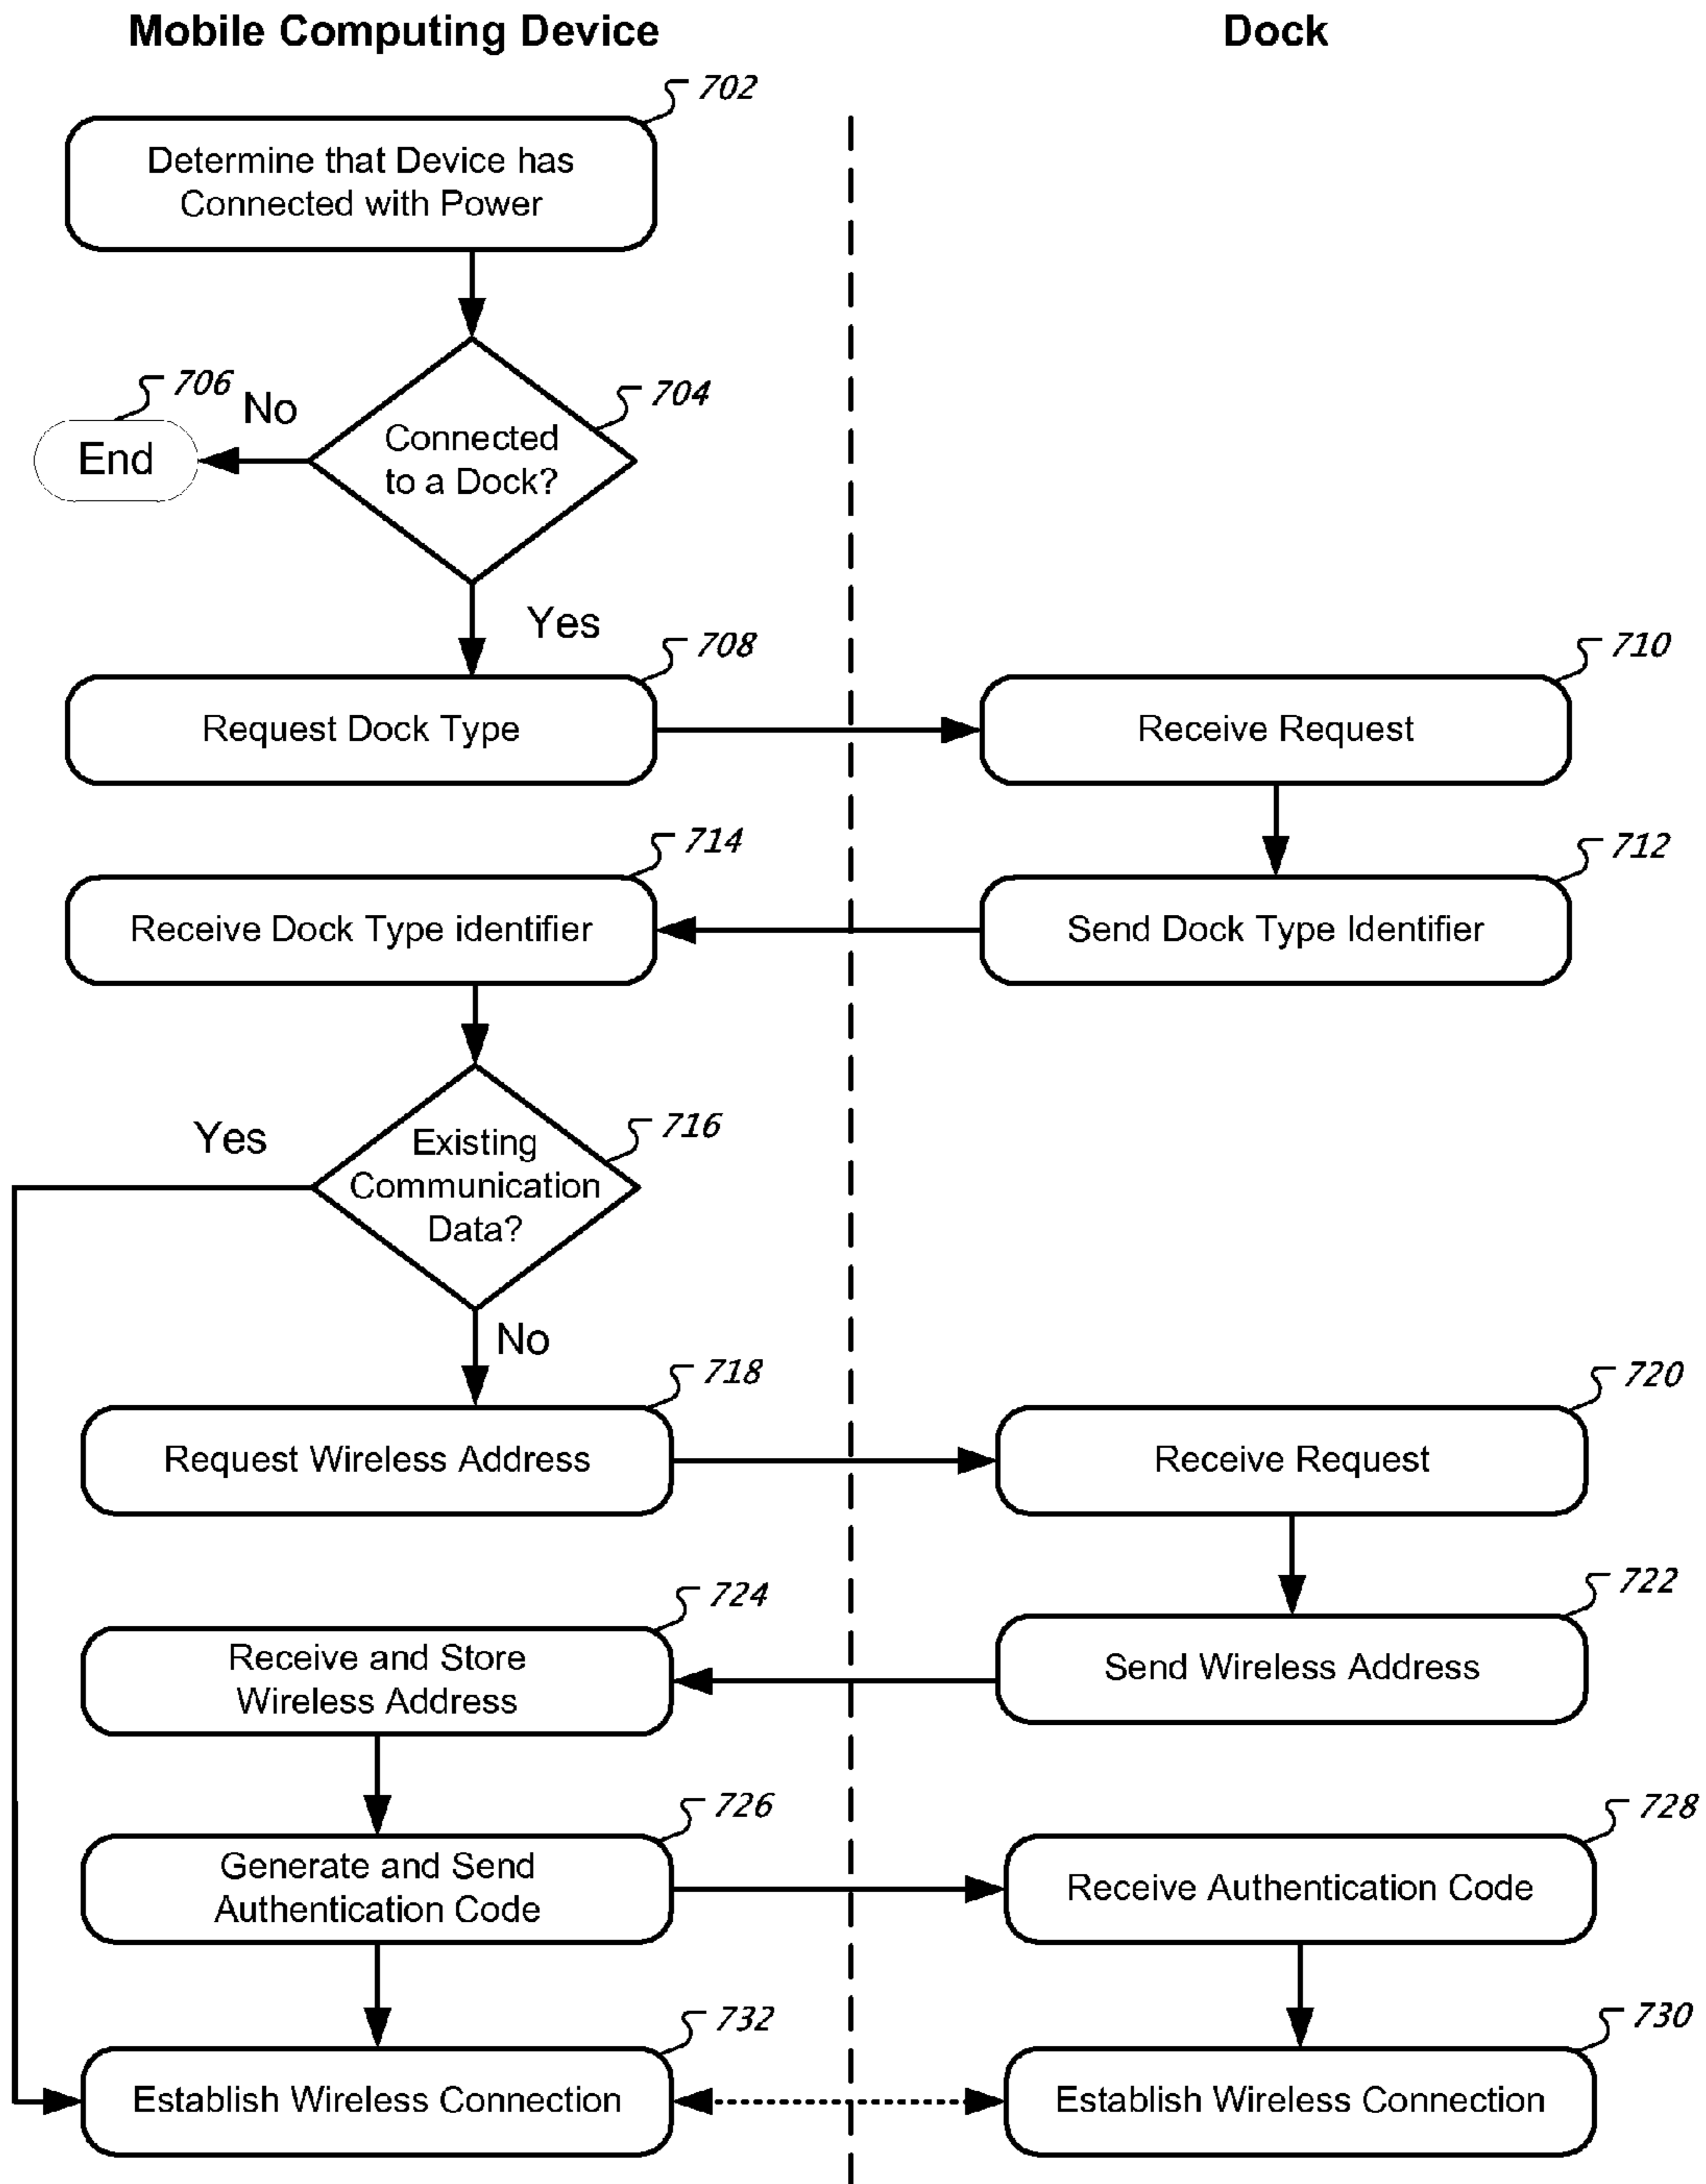 Mobile Computing Device
Dock
702
Determine that Device has
Connected with Power
706
No
704
End
Connected
to a Dock?
Yes
708
710
Request Dock Type
Receive Request
714
712
Receive Dock Type identifier
Send Dock Type Identifier
716
Yes
Existing
Communication
Data?
No
718
720
Request Wireless Address
Receive Request
724
722
Receive and Store
Wireless Address
Send Wireless Address
726
728
Generate and Send
Authentication Code
Receive Authentication Code
732
730
Establish Wireless Connection
Establish Wireless Connection